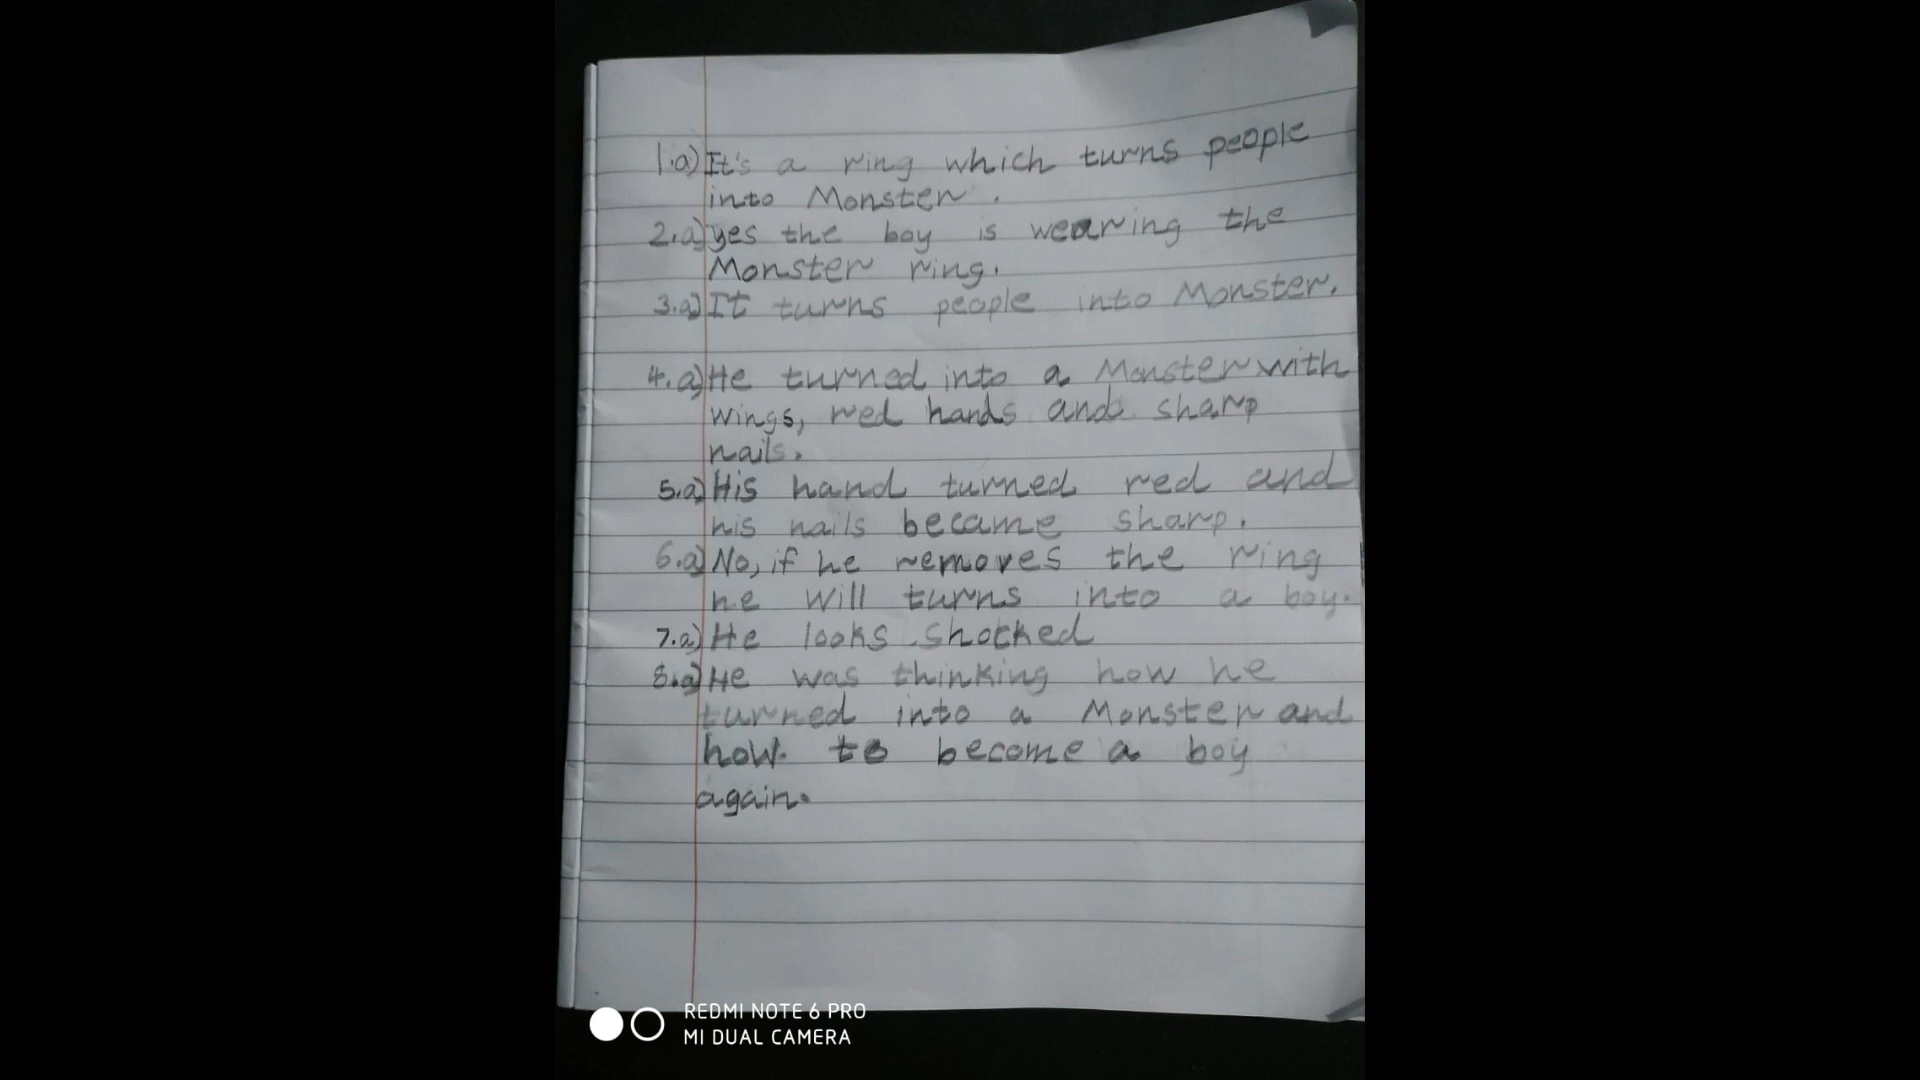 1.a) It's a ring which turns people
into Monster.
2.a) yes the boy is wearing the
Monster ring.
3.a) It turns people into Monster.
4.a) He turned into a Monster with
wings, red hands and sharp
nails.
5.a) His hand turned red and
his nails became sharp.
6.a) No, if he removes the ring
he will turns into a boy.
7.a) He looks shocked
8.a) He was thinking how he
turned into a Monster and
how to become a boy
again.
REDMI NOTE 6 PRO
MI DUAL CAMERA